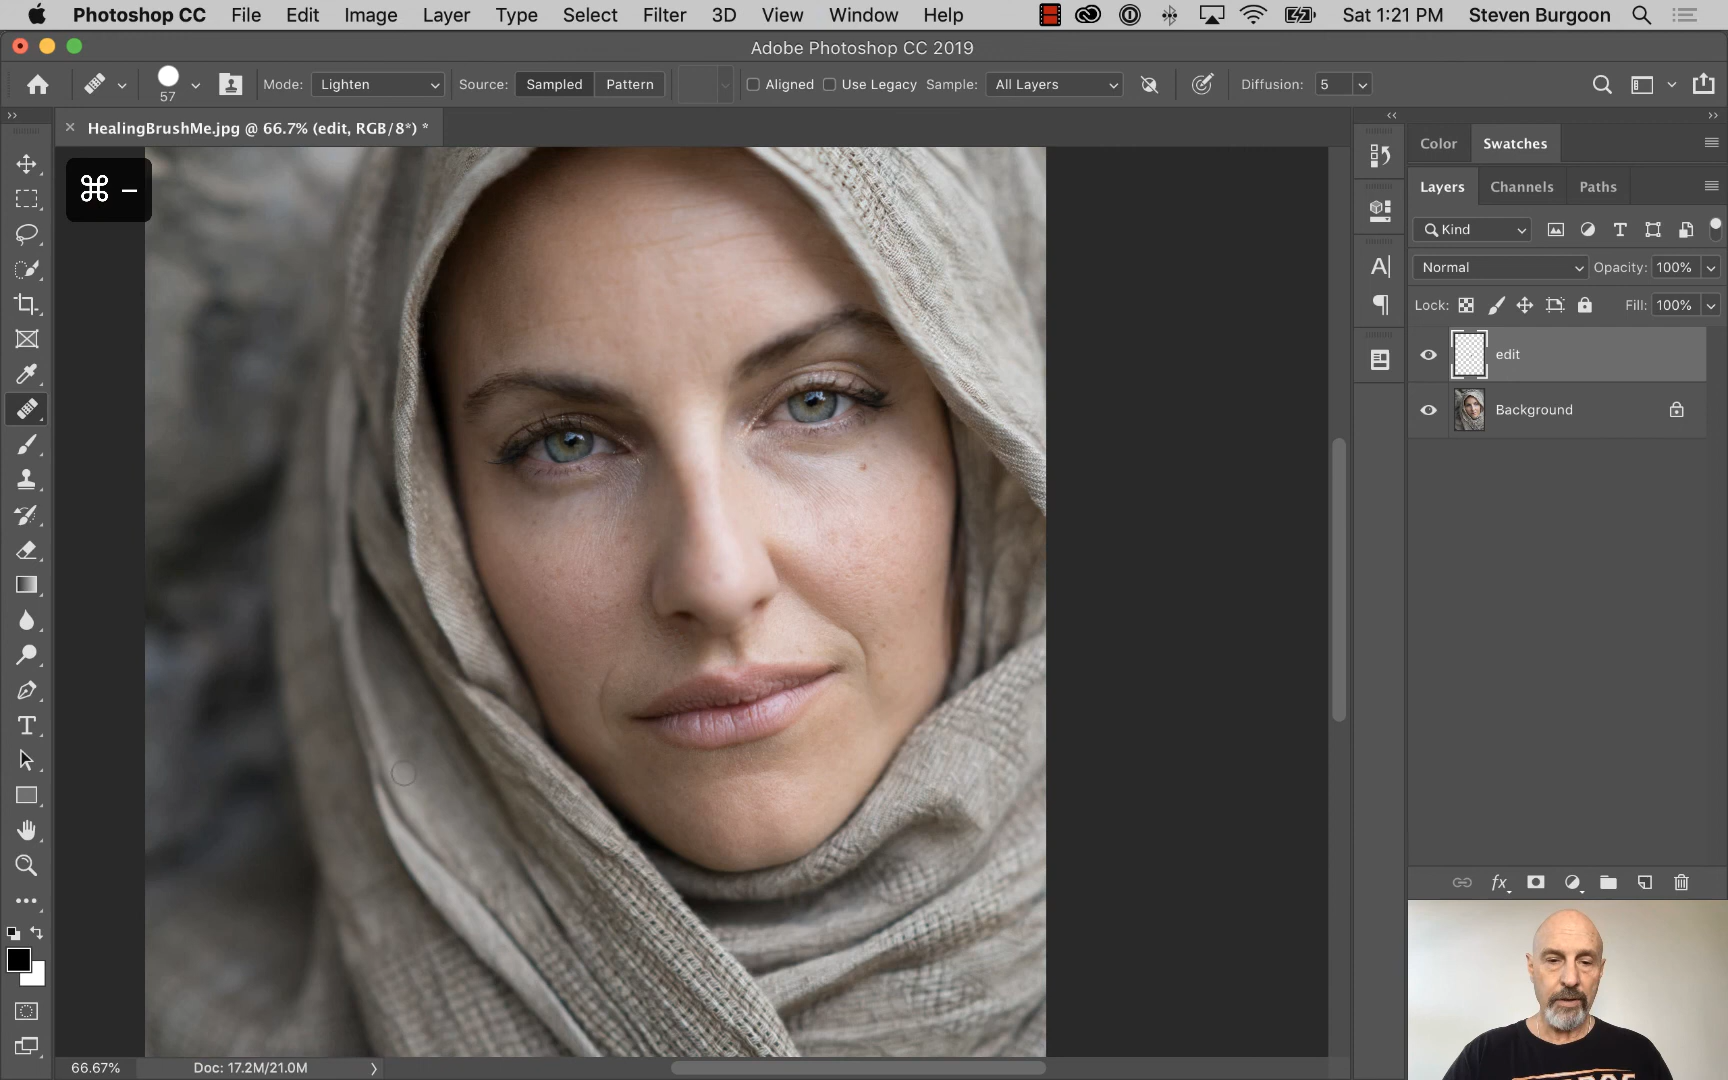 Photoshop CC File Edit Image Layer Type Select Filter 3D View Window Help Sat 1:21 PM Steven Burgoon
Adobe Photoshop CC 2019
57 Mode: Lighten Source: Sampled Pattern Aligned Use Legacy Sample: All Layers Diffusion: 5
HealingBrushMe.jpg @ 66.7% (edit, RGB/8*) *
⌘ –
Color Swatches
Layers Channels Paths
Kind
Normal Opacity: 100%
Lock: Fill: 100%
edit
Background
66.67% Doc: 17.2M/21.0M